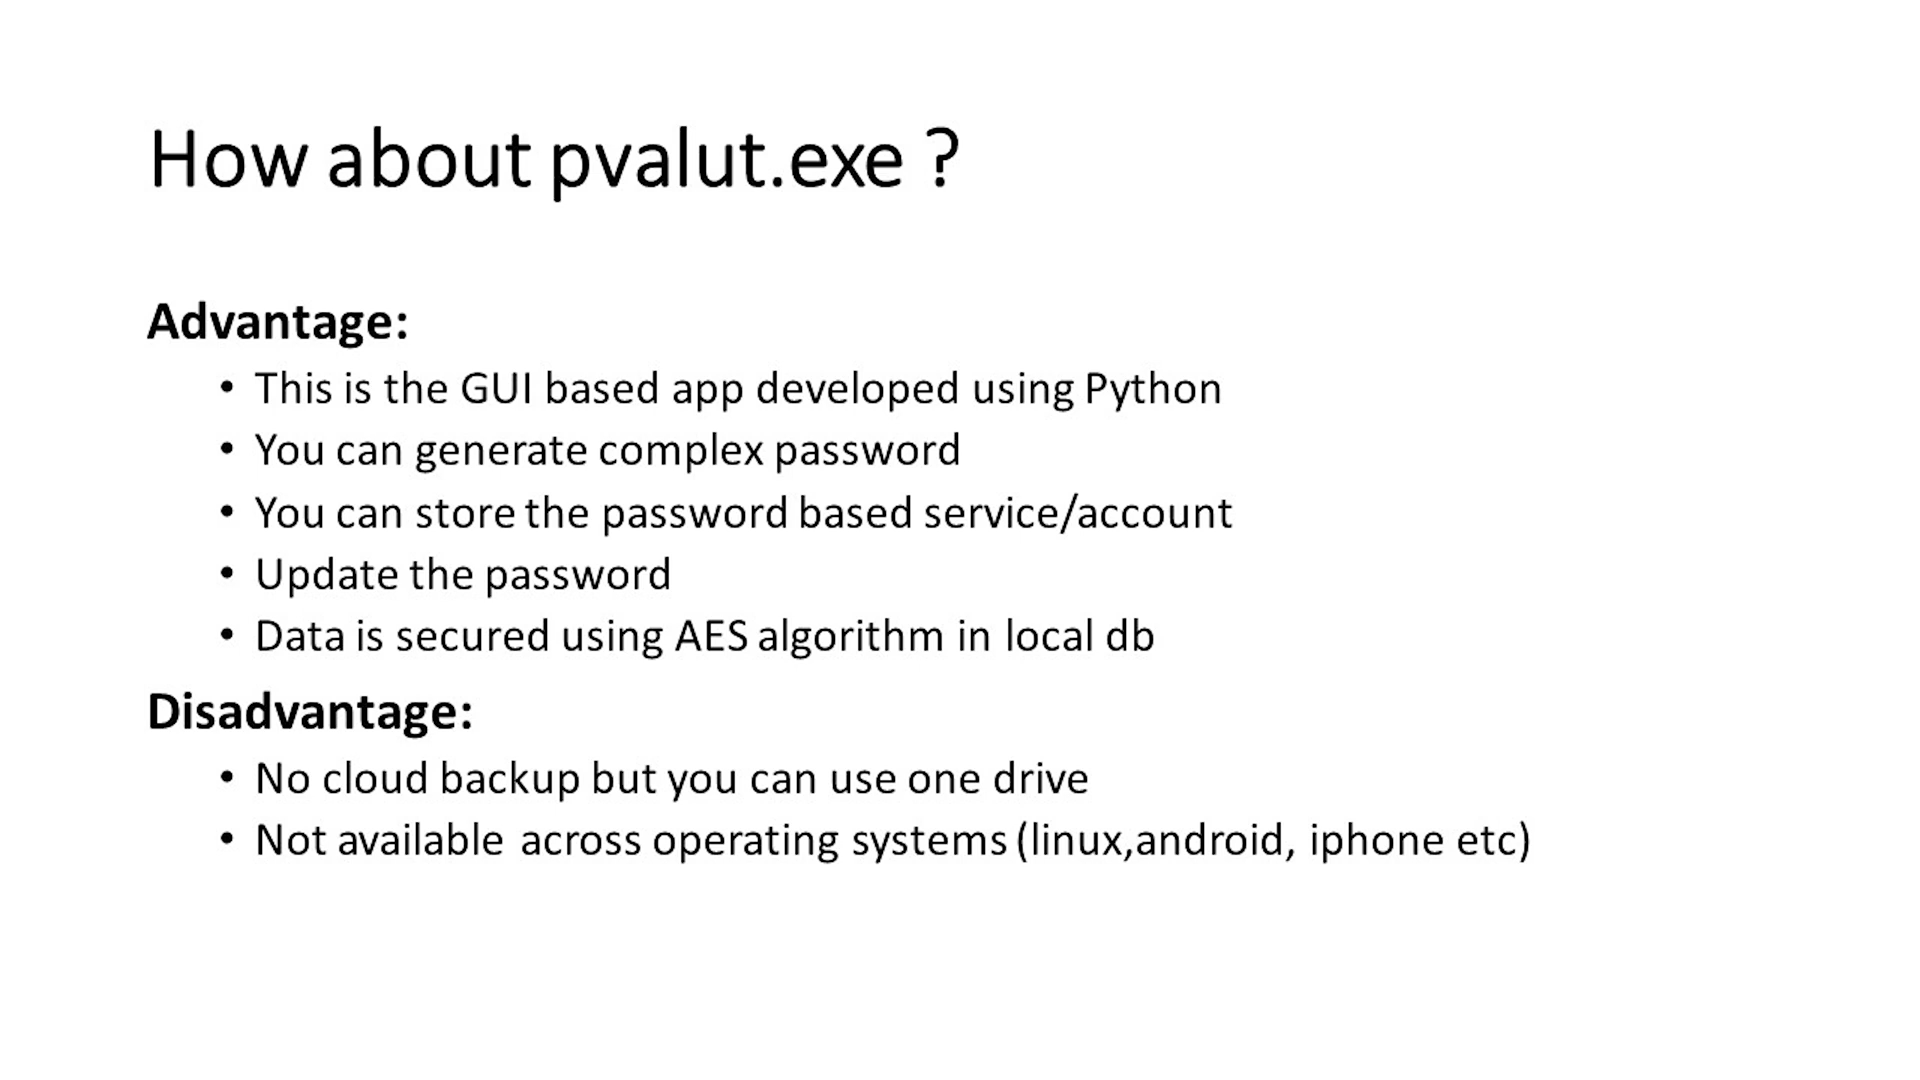 How about pvalut.exe ?
Advantage:
• This is the GUI based app developed using Python
• You can generate complex password
• You can store the password based service/account
• Update the password
• Data is secured using AES algorithm in local db
Disadvantage:
• No cloud backup but you can use one drive
• Not available across operating systems (linux,android, iphone etc)